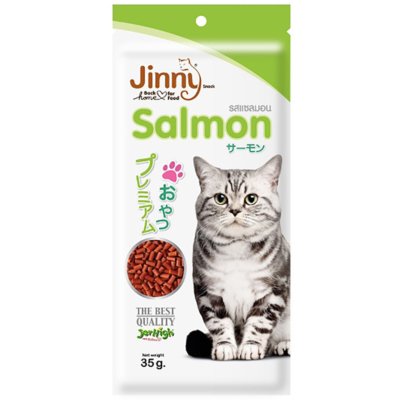 Jinny
Snack
Back for
home Food
รสแซลมอน
Salmon
サーモン
おやつ
プレミアム
THE BEST
QUALITY
JerHigh
Net weight
35 g.